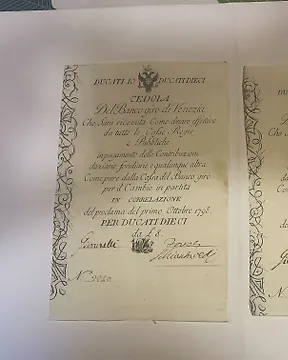 DUCATI 10 DUCATI DIECI
CEDOLA
Del Banco giro di Venezia
Che Sarà ricevuta Come dinaro effettivo
da tutte le Casse Regie
e Pubbliche
in pagamento delle Contribuzioni
daziarie, fondiarie e qualunque altra
Come pure dalla Cassa del Banco giro
per il Cambio in partita
IN CORRELAZIONE
del proclama del primo Ottobre 1798.
PER DUCATI DIECI
da L 8
N.°